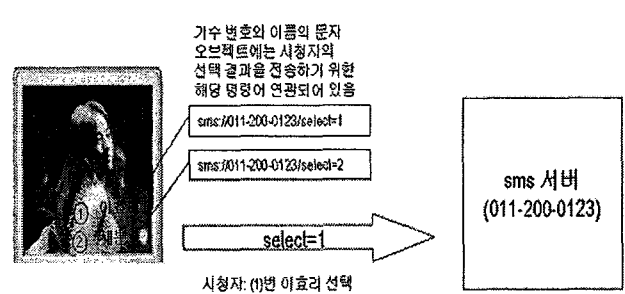 가수 번호와 이름의 문자
오브젝트에는 시청자의
선택 결과을 전송하기 위한
해당 명령어 연관되어 있음
sms://011-200-0123/select=1
sms://011-200-0123/select=2
①
②
sms 서버
(011-200-0123)
select=1
시청자: (1)번 이효리 선택